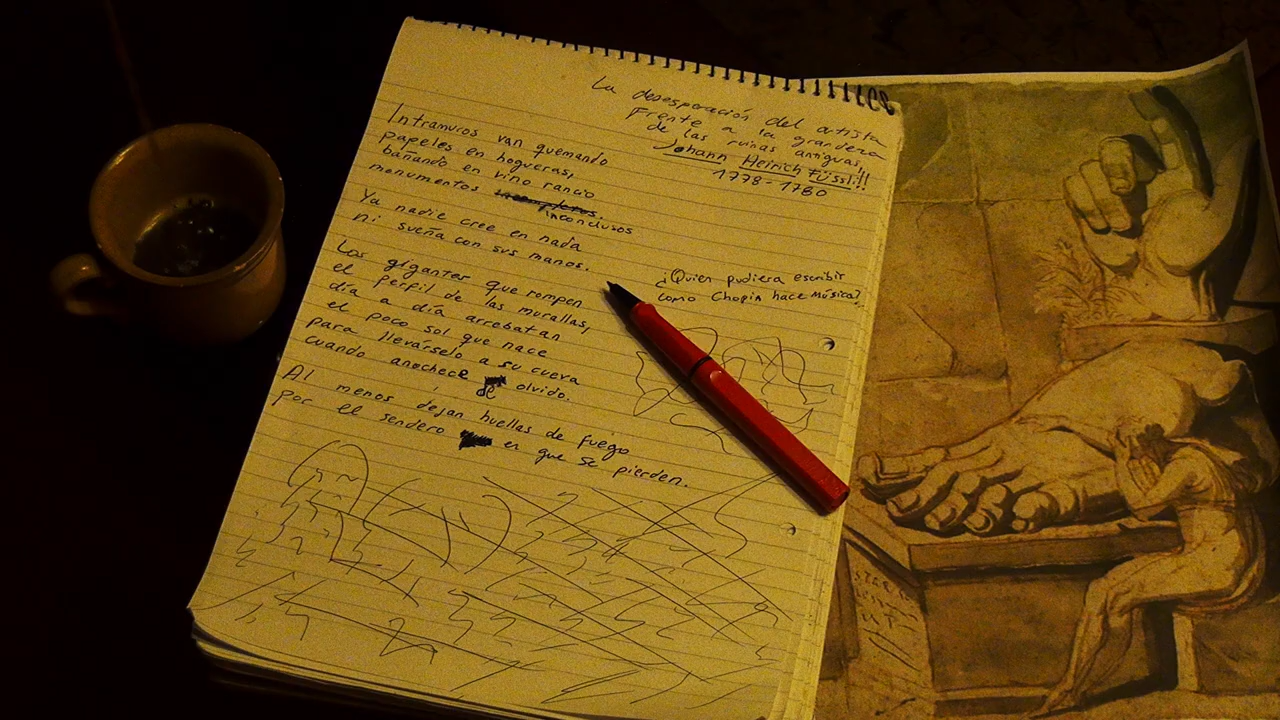 La desesperación del artista
Frente a la grandeza
de las ruinas antiguas,
Johann Heirich Füssli!!
1778-1780
Intramuros van quemando
papeles en hogueras,
bañando en vino rancio
monumentos incompletos.
inconclusos
Ya nadie cree en nada
ni sueña con sus manos.
Los gigantes que rompen
el perfil de las murallas,
día a día arrebatan
el poco sol que nace
para llevárselo a su cueva
cuando anochece de olvido.
Al menos dejan huellas de fuego
por el sendero en que se pierden.
¿Quien pudiera escribir
como Chopin hace Música?